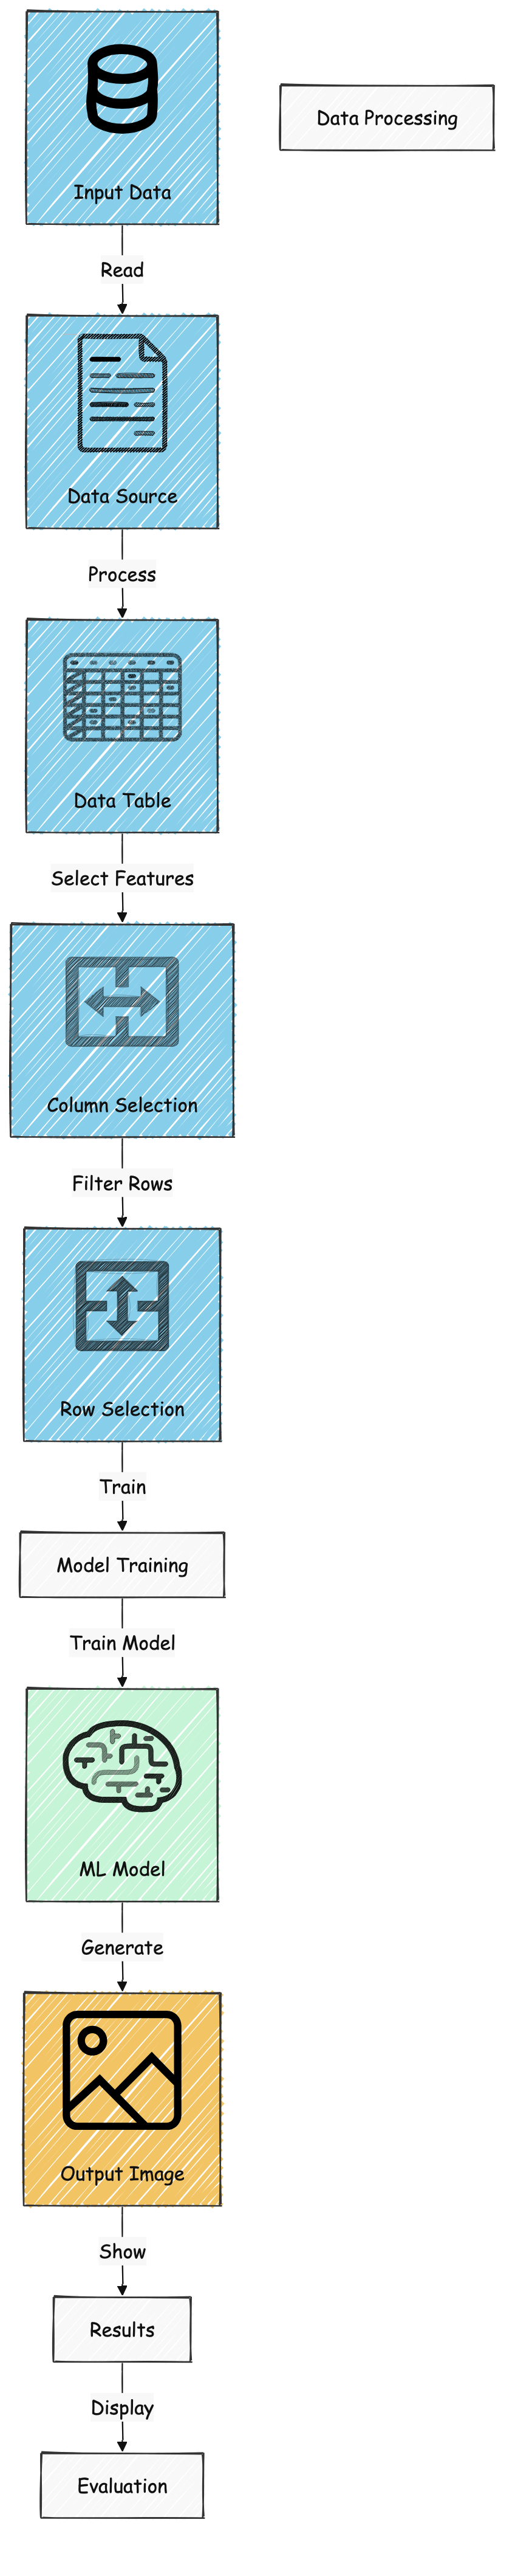 Input Data
Data Processing
Read
Data Source
Process
Data Table
Select Features
Column Selection
Filter Rows
Row Selection
Train
Model Training
Train Model
ML Model
Generate
Output Image
Show
Results
Display
Evaluation